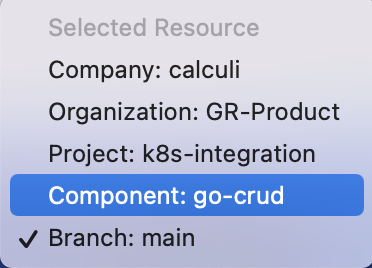 Selected Resource
Company: calculi
Organization: GR-Product
Project: k8s-integration
Component: go-crud
✓ Branch: main